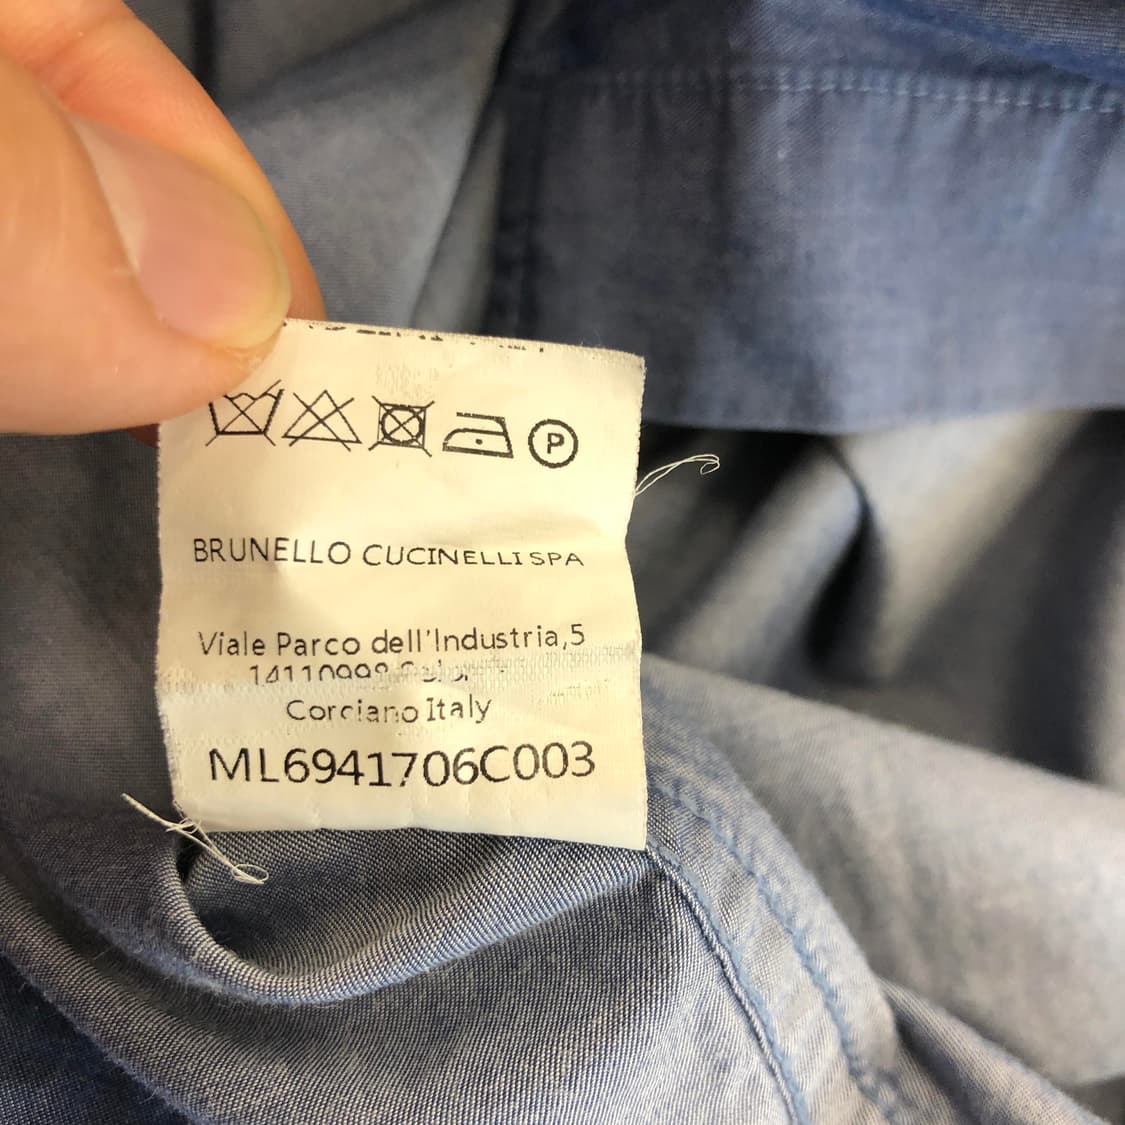 P
BRUNELLO CUCINELLI SPA
Viale Parco dell'Industria,5
Corciano Italy
ML6941706C003